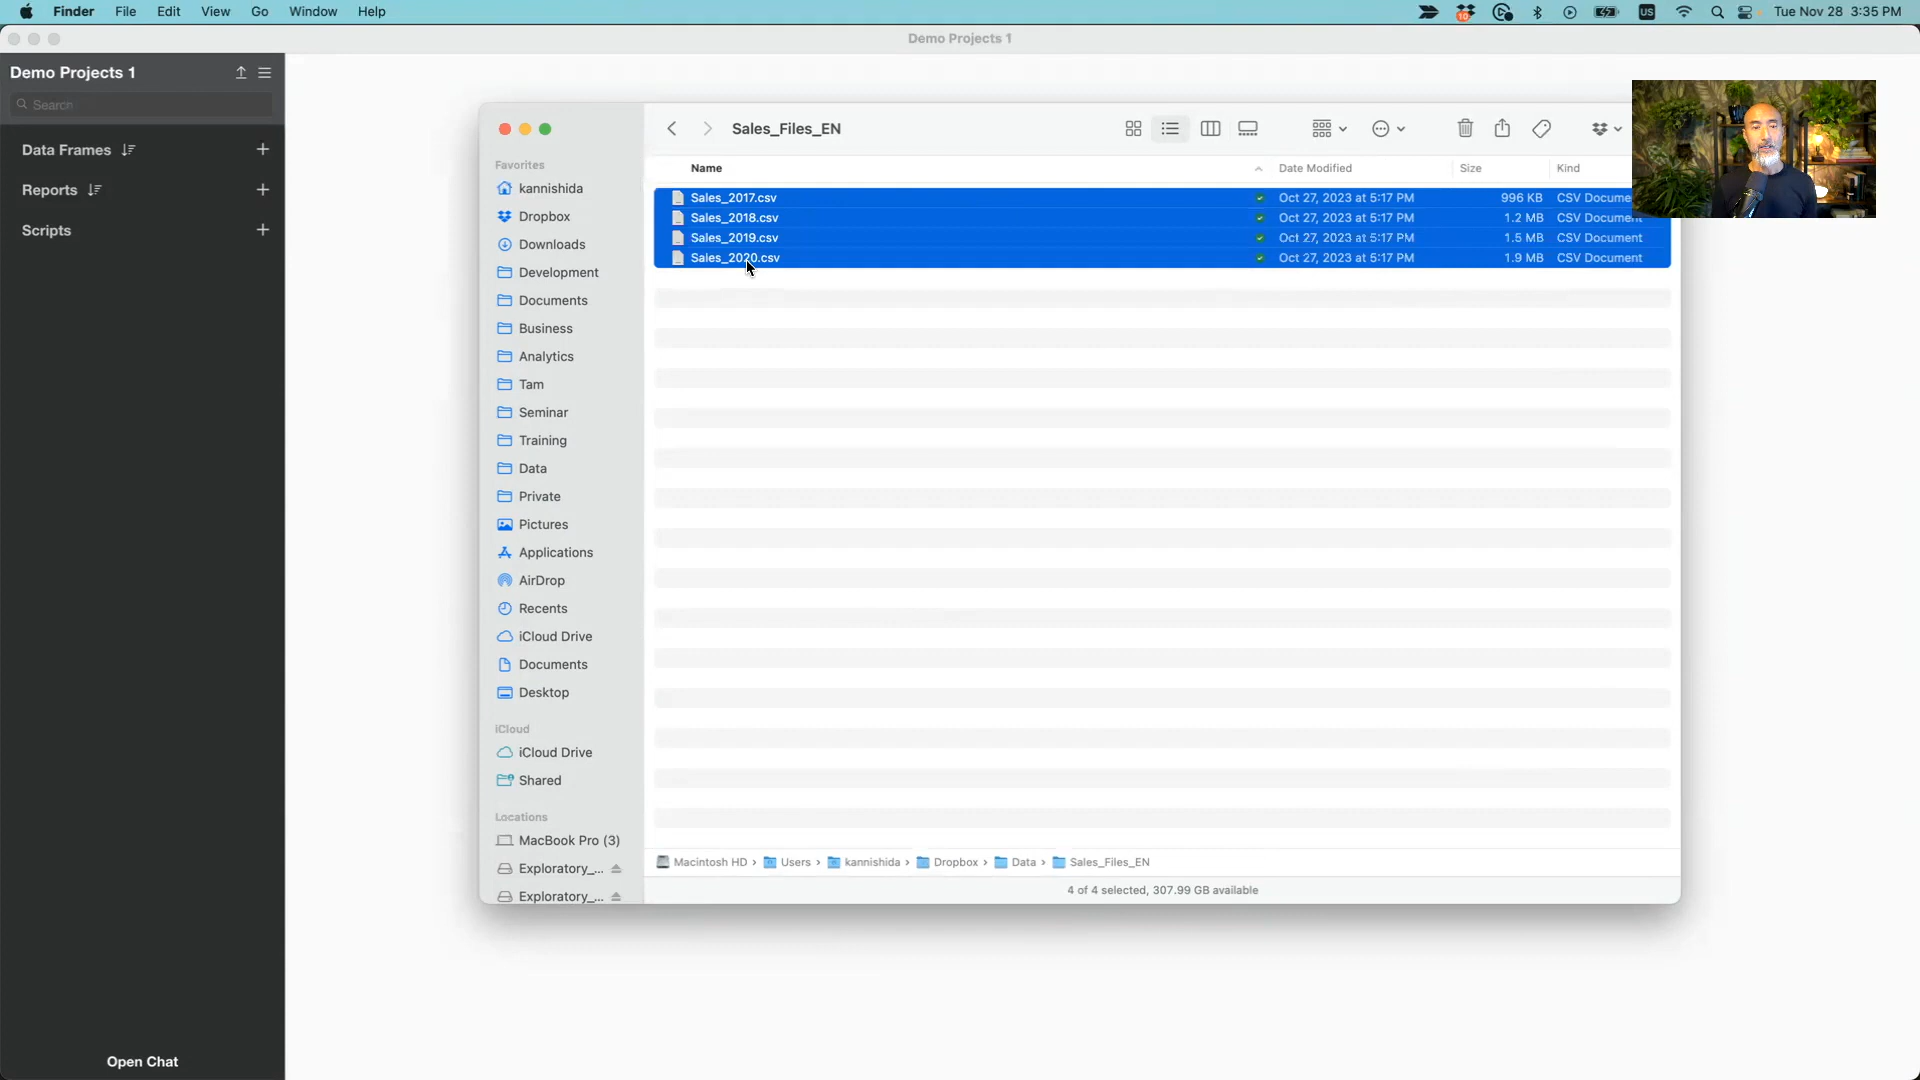 Finder File Edit View Go Window Help
10 US Tue Nov 28 3:35 PM
Demo Projects 1
Demo Projects 1
Search
Data Frames
Reports
Scripts
Open Chat
Sales_Files_EN
Favorites
kannishida
Dropbox
Downloads
Development
Documents
Business
Analytics
Tam
Seminar
Training
Data
Private
Pictures
Applications
AirDrop
Recents
iCloud Drive
Documents
Desktop
iCloud
iCloud Drive
Shared
Locations
MacBook Pro (3)
Exploratory_...
Exploratory_...
Name Date Modified Size Kind
Sales_2017.csv Oct 27, 2023 at 5:17 PM 996 KB CSV Docume
Sales_2018.csv Oct 27, 2023 at 5:17 PM 1.2 MB CSV Document
Sales_2019.csv Oct 27, 2023 at 5:17 PM 1.5 MB CSV Document
Sales_2020.csv Oct 27, 2023 at 5:17 PM 1.9 MB CSV Document
Macintosh HD › Users › kannishida › Dropbox › Data › Sales_Files_EN
4 of 4 selected, 307.99 GB available